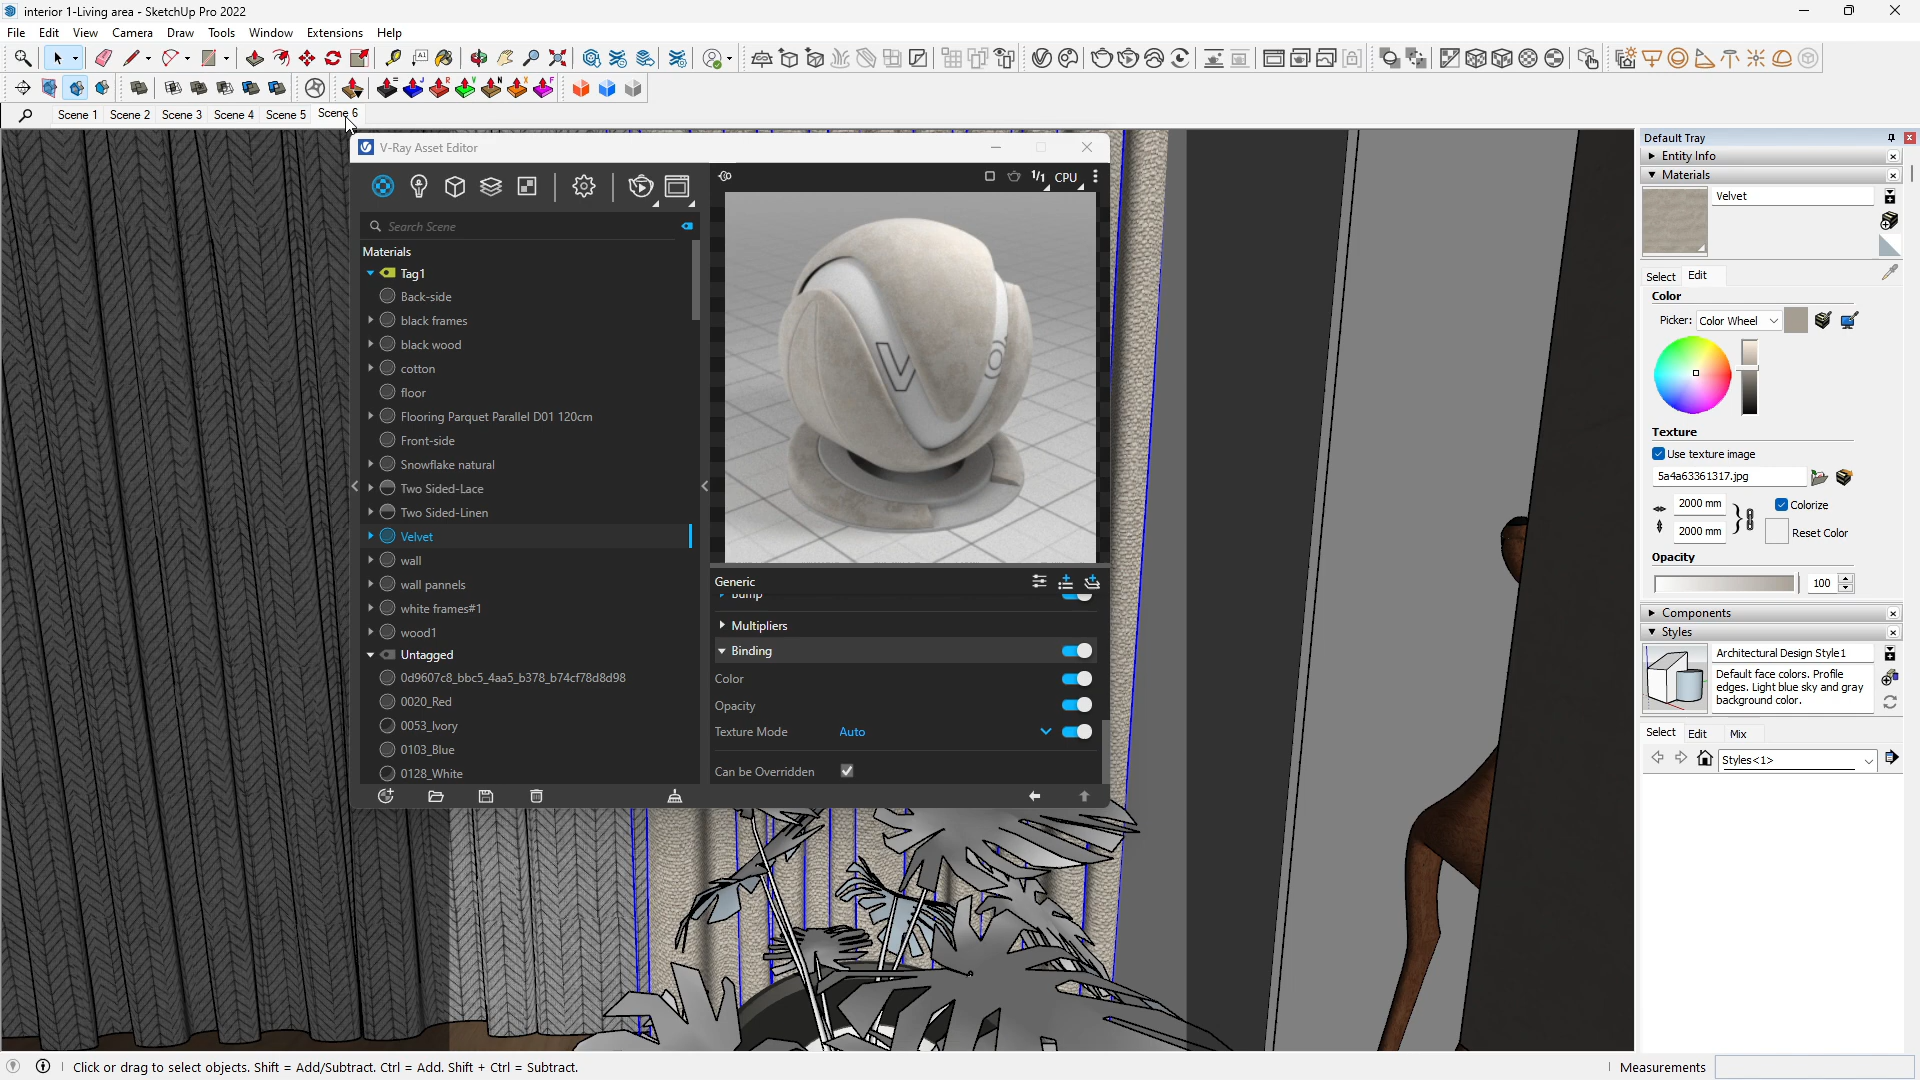 interior 1-Living area - SketchUp Pro 2022
File Edit View Camera Draw Tools Window Extensions Help
Scene 1 Scene 2 Scene 3 Scene 4 Scene 5 Scene 6
V-Ray Asset Editor
1/1 CPU
Search Scene
Materials
Tag1
Back-side
black frames
black wood
cotton
floor
Flooring Parquet Parallel D01 120cm
Front-side
Snowflake natural
Two Sided-Lace
Two Sided-Linen
Velvet
wall
wall pannels
white frames#1
wood1
Untagged
0d9607c8_bbc5_4aa5_b378_b74cf78d8d98
0020_Red
0053_Ivory
0103_Blue
0128_White
Generic
Bump
Multipliers
Binding
Color
Opacity
Texture Mode Auto
Can be Overridden
Default Tray
Entity Info
Materials
Velvet
Select Edit
Color
Picker: Color Wheel
Texture
Use texture image
5a4a63361317.jpg
2000 mm Colorize
2000 mm Reset Color
Opacity
100
Components
Styles
Architectural Design Style1
Default face colors. Profile
edges. Light blue sky and gray
background color.
Select Edit Mix
Styles<1>
Click or drag to select objects. Shift = Add/Subtract. Ctrl = Add. Shift + Ctrl = Subtract.
Measurements